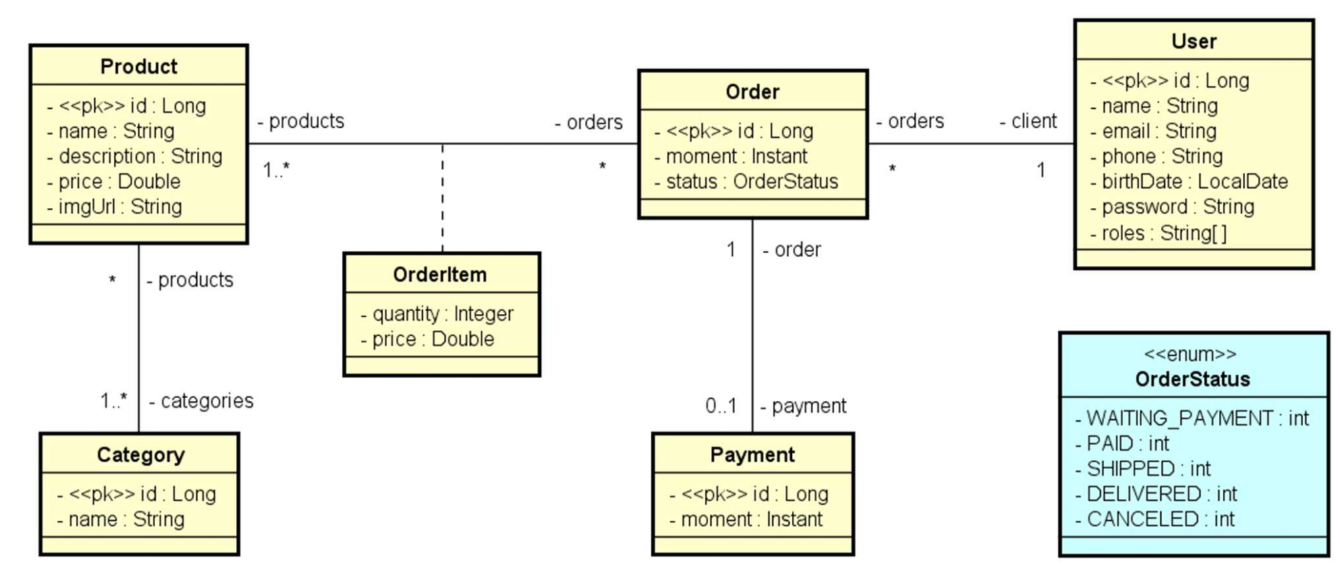 Product
- <<pk>> id : Long
- name : String
- description : String
- price : Double
- imgUrl : String
- products
1..*
- orders
*
Order
- <<pk>> id : Long
- moment : Instant
- status : OrderStatus
- orders
*
- client
1
User
- <<pk>> id : Long
- name : String
- email : String
- phone : String
- birthDate : LocalDate
- password : String
- roles : String[ ]
OrderItem
- quantity : Integer
- price : Double
* - products
1..* - categories
Category
- <<pk>> id : Long
- name : String
1 - order
0..1 - payment
Payment
- <<pk>> id : Long
- moment : Instant
<<enum>>
OrderStatus
- WAITING_PAYMENT : int
- PAID : int
- SHIPPED : int
- DELIVERED : int
- CANCELED : int